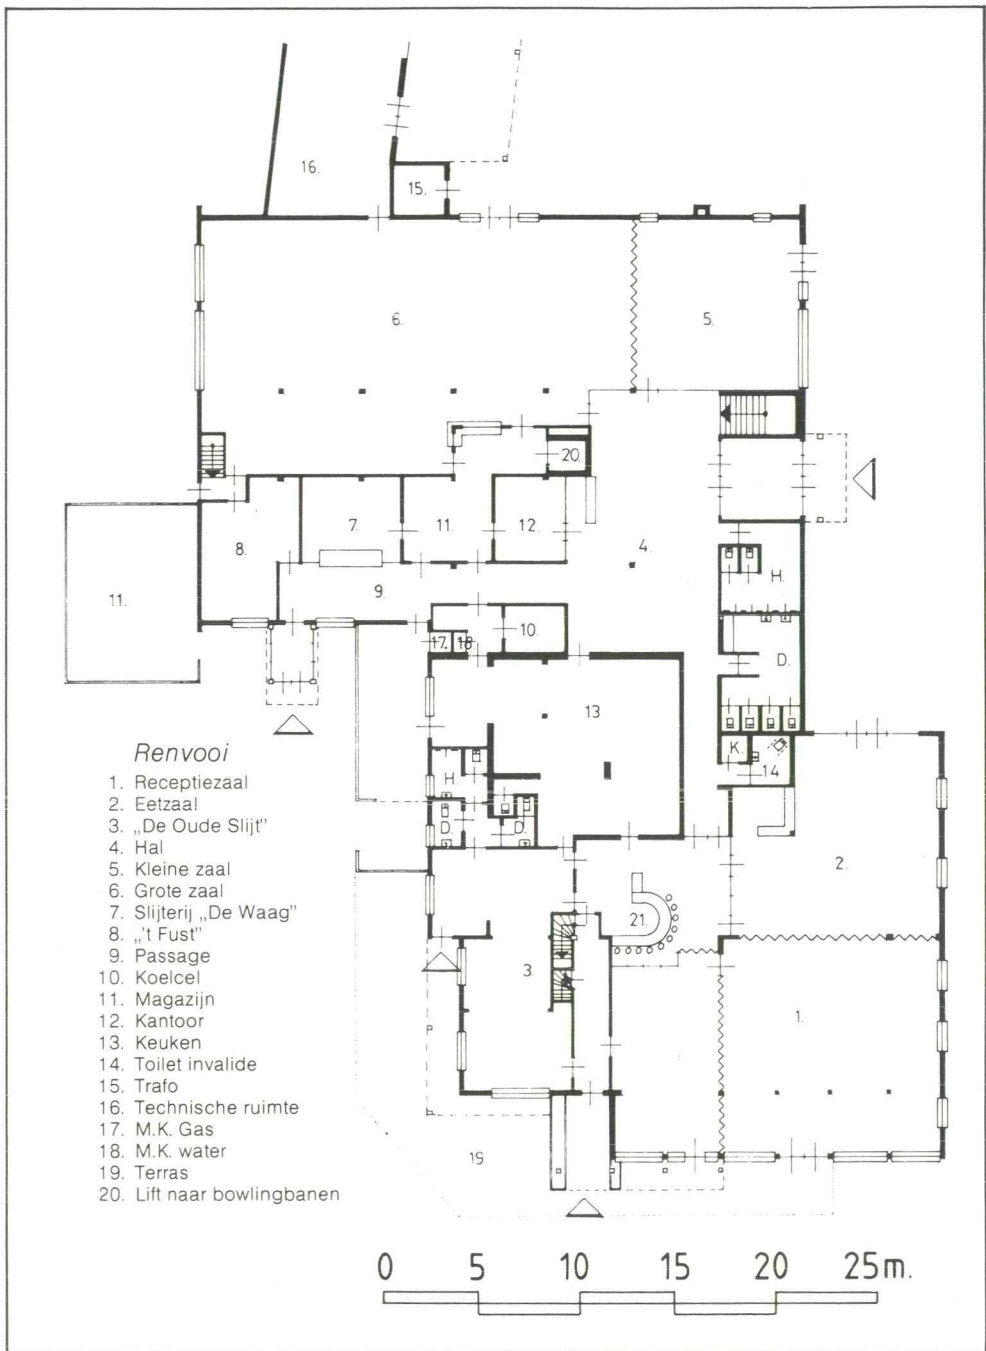 16.
15.
6.
5.
20.
7.
11.
12.
8.
4.
H.
11.
9.
10.
17.
18.
D.
13
K.
14
H.
D.
D.
2.
21.
3.
1.
19
Renvooi
1. Receptiezaal
2. Eetzaal
3. „De Oude Slijt”
4. Hal
5. Kleine zaal
6. Grote zaal
7. Slijterij „De Waag”
8. „’t Fust”
9. Passage
10. Koelcel
11. Magazijn
12. Kantoor
13. Keuken
14. Toilet invalide
15. Trafo
16. Technische ruimte
17. M.K. Gas
18. M.K. water
19. Terras
20. Lift naar bowlingbanen
0 5 10 15 20 25m.